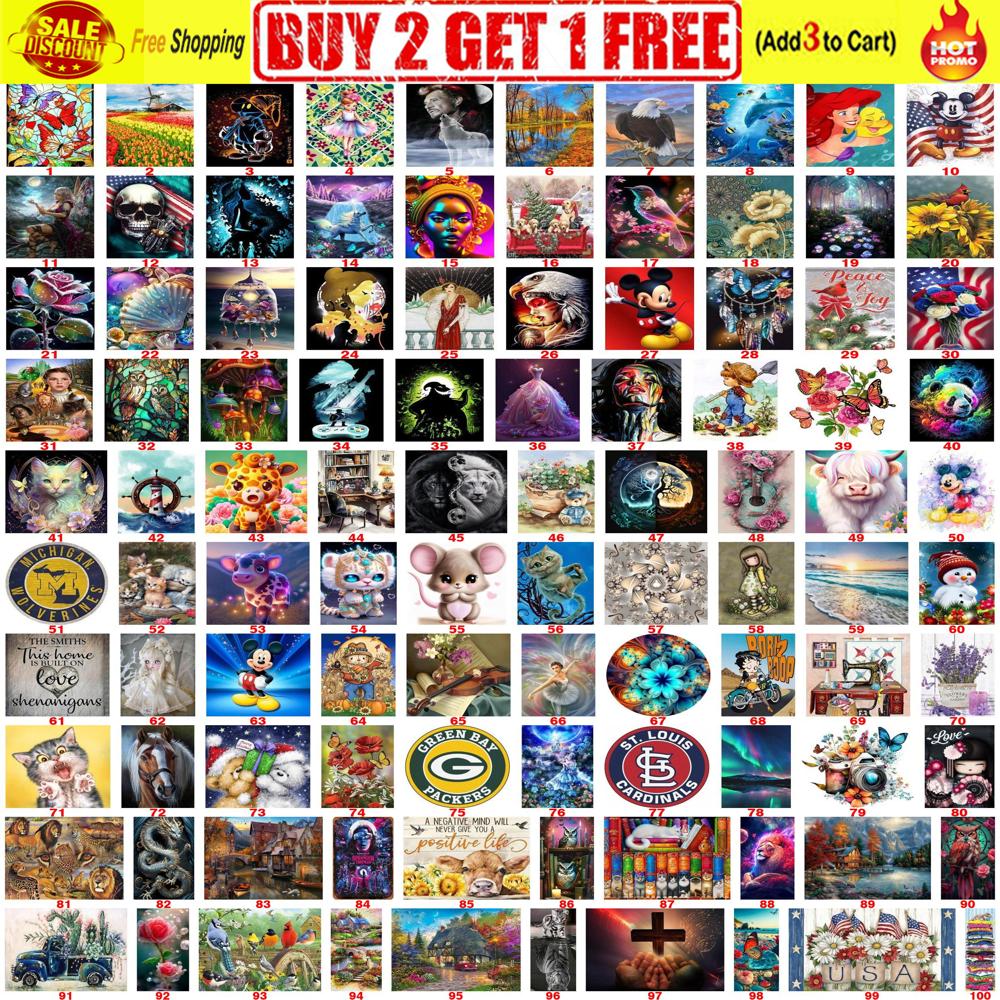 SALE
DISCOUNT
Free Shopping
BUY 2 GET 1 FREE
(Add 3 to Cart)
HOT
PROMO
1 2 3 4 5 6 7 8 9 10
11 12 13 14 15 16 17 18 19 20
Peace
&
Joy
21 22 23 24 25 26 27 28 29 30
31 32 33 34 35 36 37 38 39 40
41 42 43 44 45 46 47 48 49 50
MICHIGAN
M
WOLVERINES
51 52 53 54 55 56 57 58 59 60
THE SMITHS
This home
IS BUILT ON
love
&
shenanigans
BETTY
BOOP
61 62 63 64 65 66 67 68 69 70
GREEN BAY
G
PACKERS
ST. LOUIS
STL
CARDINALS
Love
71 72 73 74 75 76 77 78 79 80
A NEGATIVE MIND WILL
NEVER GIVE YOU A
positive life
81 82 83 84 85 86 87 88 89 90
USA
91 92 93 94 95 96 97 98 99 100